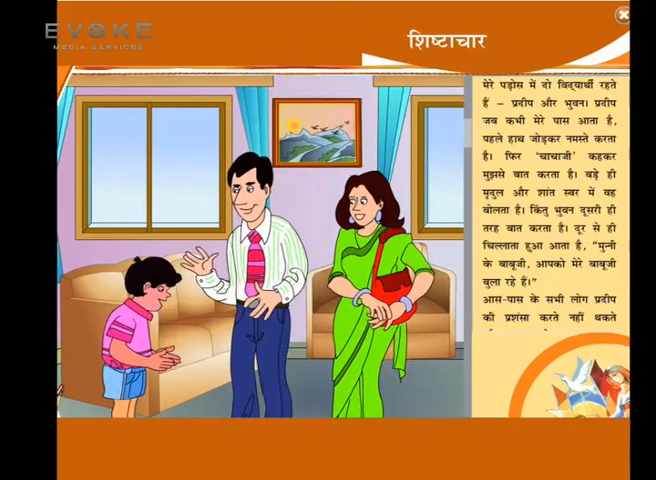 EVOKE
MEDIA SERVICES
शिष्टाचार
मेरे पड़ोस में दो विद्यार्थी रहते
हैं – प्रदीप और भुवन। प्रदीप
जब कभी मेरे पास आता है,
पहले हाथ जोड़कर नमस्ते करता
है। फिर ‘चाचाजी’ कहकर
मुझसे बात करता है। बड़े ही
मृदुल और शांत स्वर में वह
बोलता है। किंतु भुवन दूसरी ही
तरह बात करता है। दूर से ही
चिल्लाता हुआ आता है, “मुन्नी
के बाबूजी, आपको मेरे बाबूजी
बुला रहे हैं।”
आस-पास के सभी लोग प्रदीप
की प्रशंसा करते नहीं थकते